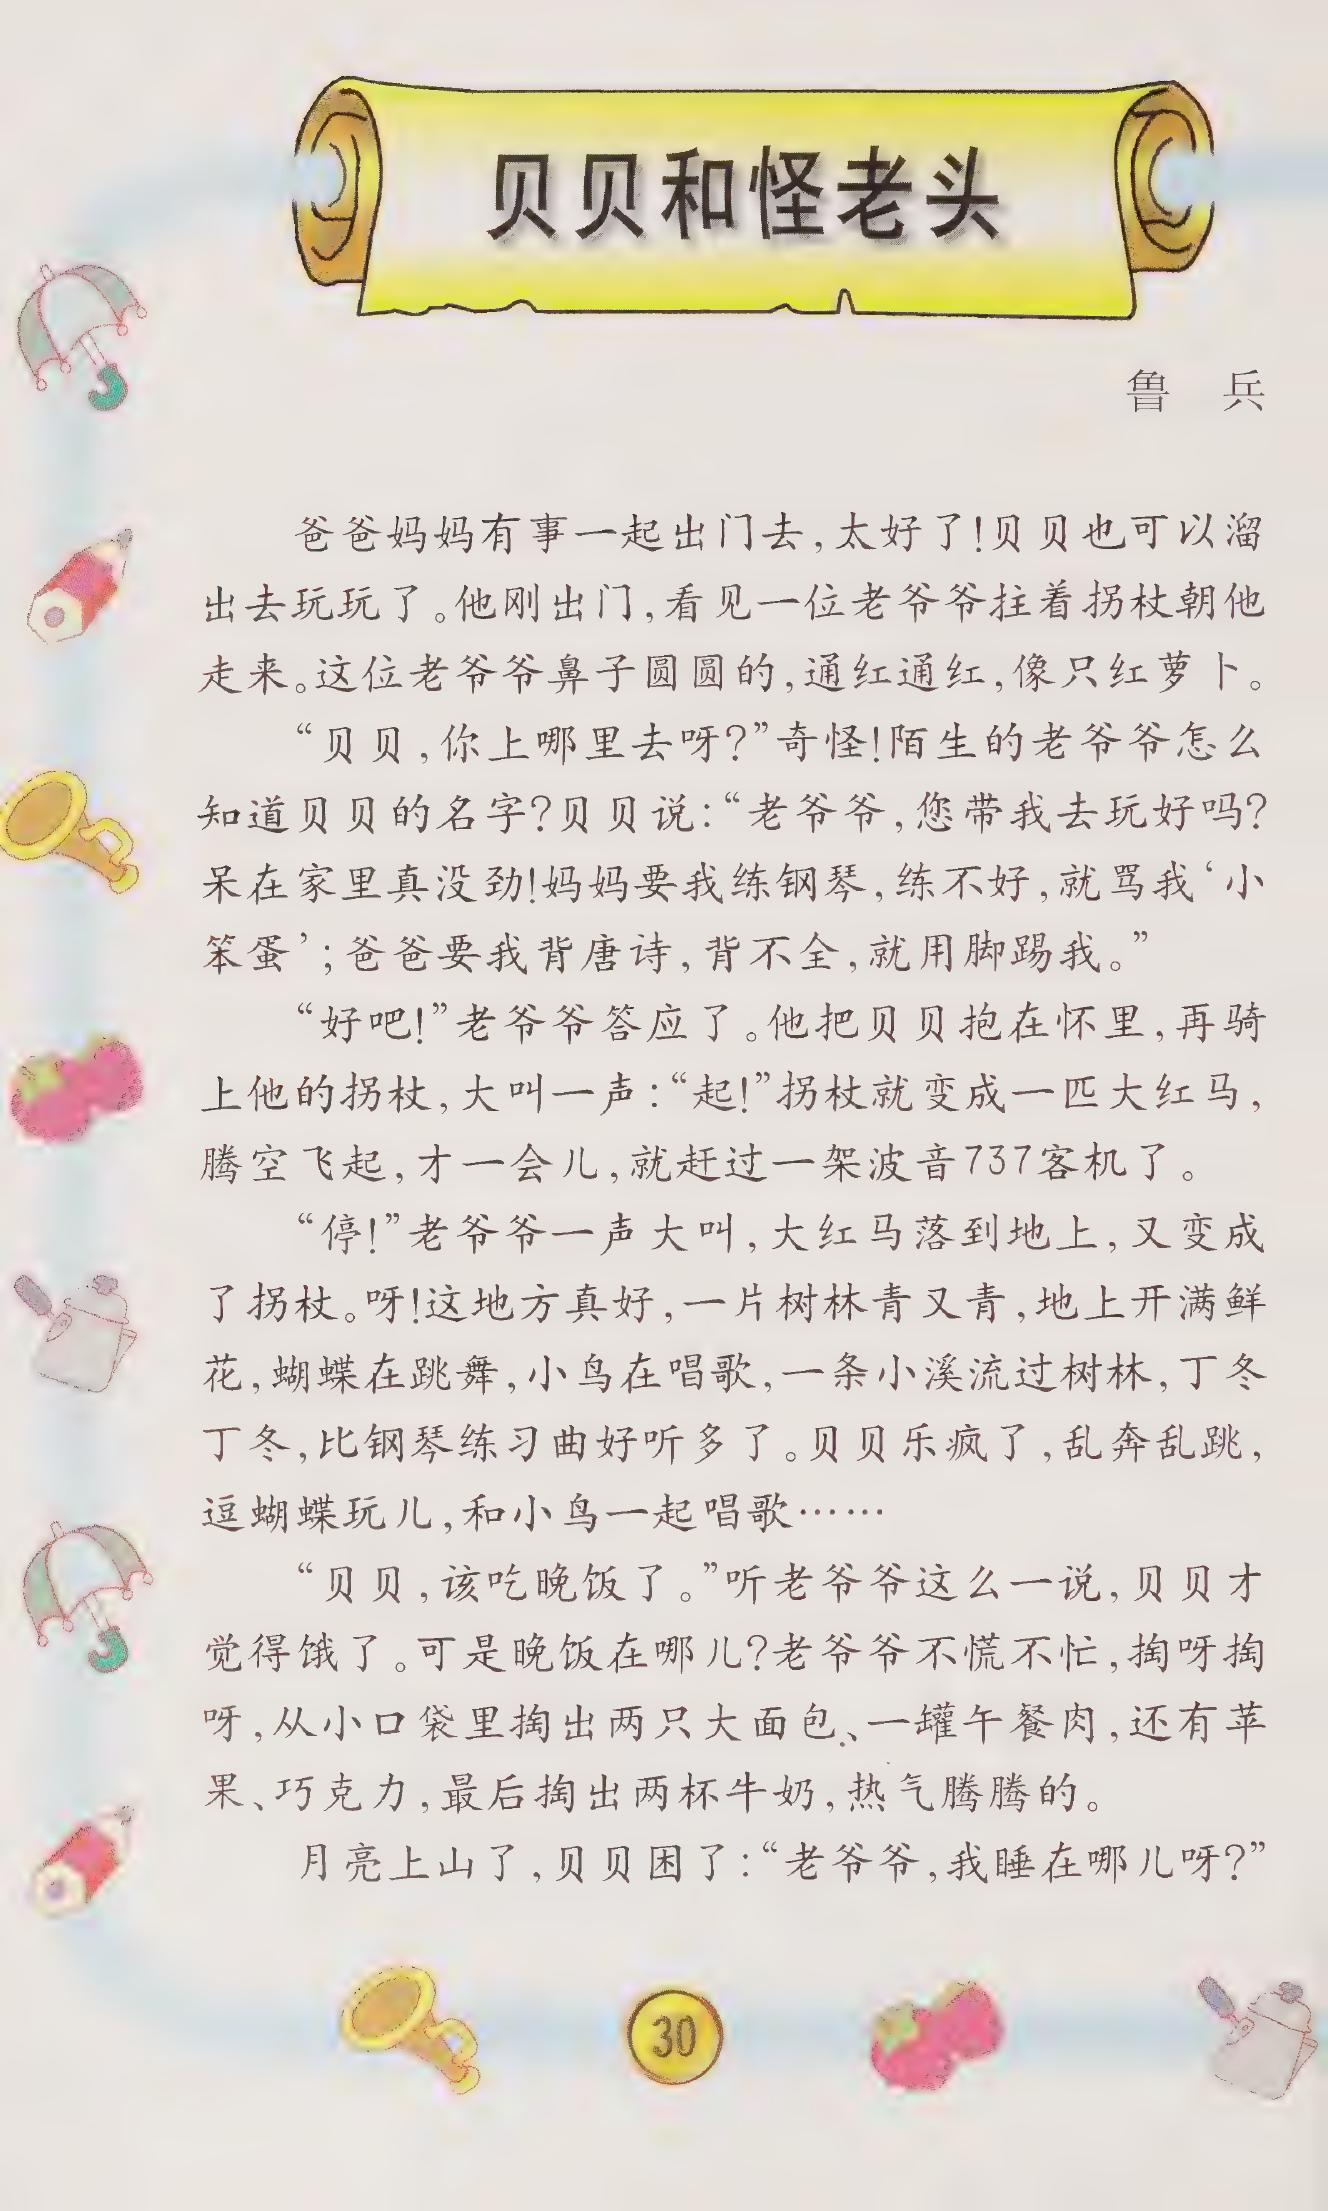 贝贝和怪老头
鲁 兵
爸爸妈妈有事一起出门去,太好了!贝贝也可以溜
出去玩玩了。他刚出门,看见一位老爷爷拄着拐杖朝他
走来。这位老爷爷鼻子圆圆的,通红通红,像只红萝卜。
“贝贝,你上哪里去呀?”奇怪!陌生的老爷爷怎么
知道贝贝的名字?贝贝说:“老爷爷,您带我去玩好吗?
呆在家里真没劲!妈妈要我练钢琴,练不好,就骂我‘小
笨蛋’;爸爸要我背唐诗,背不全,就用脚踢我。”
“好吧!”老爷爷答应了。他把贝贝抱在怀里,再骑
上他的拐杖,大叫一声:“起!”拐杖就变成一匹大红马,
腾空飞起,才一会儿,就赶过一架波音737客机了。
“停!”老爷爷一声大叫,大红马落到地上,又变成
了拐杖。呀!这地方真好,一片树林青又青,地上开满鲜
花,蝴蝶在跳舞,小鸟在唱歌,一条小溪流过树林,丁冬
丁冬,比钢琴练习曲好听多了。贝贝乐疯了,乱奔乱跳,
逗蝴蝶玩儿,和小鸟一起唱歌……
“贝贝,该吃晚饭了。”听老爷爷这么一说,贝贝才
觉得饿了。可是晚饭在哪儿?老爷爷不慌不忙,掏呀掏
呀,从小口袋里掏出两只大面包、一罐午餐肉,还有苹
果、巧克力,最后掏出两杯牛奶,热气腾腾的。
月亮上山了,贝贝困了:“老爷爷,我睡在哪儿呀?”
30